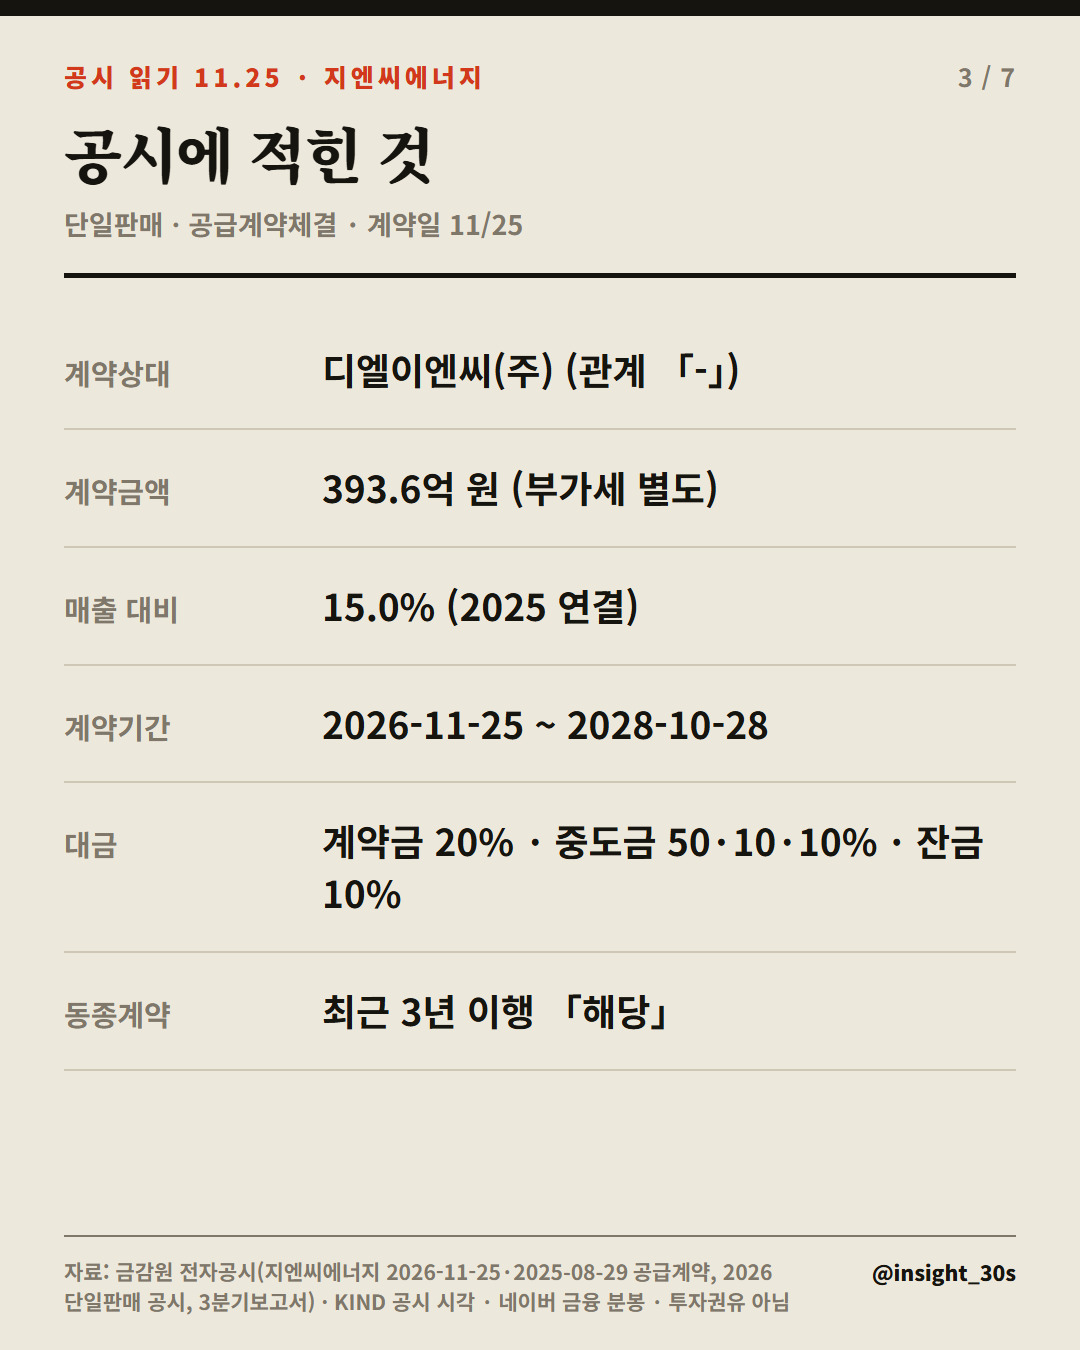 공시 읽기 11.25 · 지엔씨에너지
3 / 7
공시에 적힌 것
단일판매 · 공급계약체결 · 계약일 11/25
계약상대
디엘이엔씨(주) (관계 「-」)
계약금액
393.6억 원 (부가세 별도)
매출 대비
15.0% (2025 연결)
계약기간
2026-11-25 ~ 2028-10-28
대금
계약금 20% · 중도금 50·10·10% · 잔금
10%
동종계약
최근 3년 이행 「해당」
자료: 금감원 전자공시(지엔씨에너지 2026-11-25·2025-08-29 공급계약, 2026
단일판매 공시, 3분기보고서) · KIND 공시 시각 · 네이버 금융 분봉 · 투자권유 아님
@insight_30s